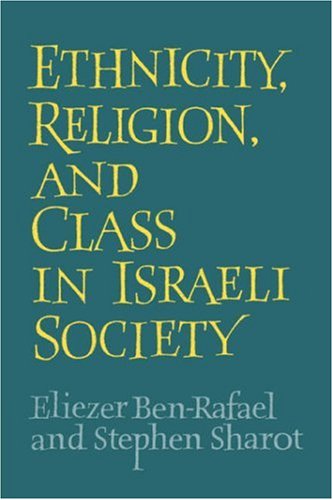 ETHNICITY,
RELIGION,
AND
CLASS
IN ISRAELI
SOCIETY
Eliezer Ben-Rafael
and Stephen Sharot